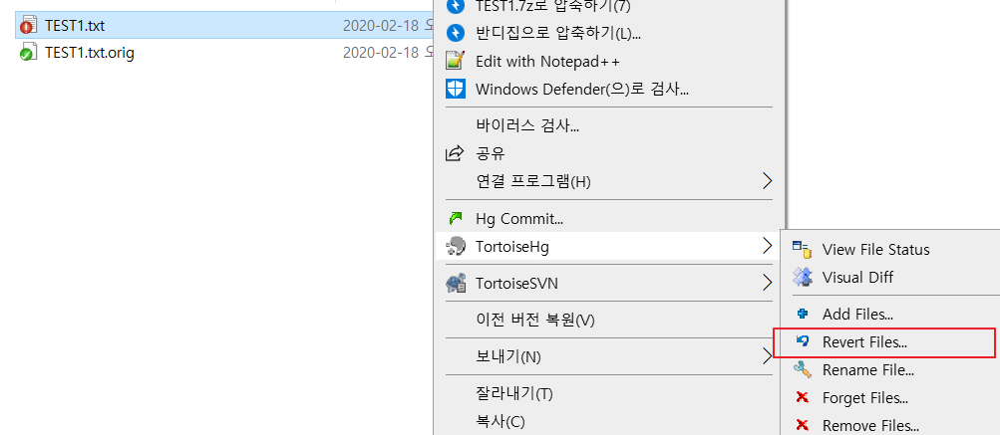 TEST1.txt
2020-02-18 오
TEST1.txt.orig
2020-02-18 오
TEST1.7z로 압축하기(7)
반디집으로 압축하기(L)...
Edit with Notepad++
Windows Defender(으)로 검사...
바이러스 검사...
공유
연결 프로그램(H)
Hg Commit...
TortoiseHg
TortoiseSVN
이전 버전 복원(V)
보내기(N)
잘라내기(T)
복사(C)
View File Status
Visual Diff
Add Files...
Revert Files...
Rename File...
Forget Files...
Remove Files...